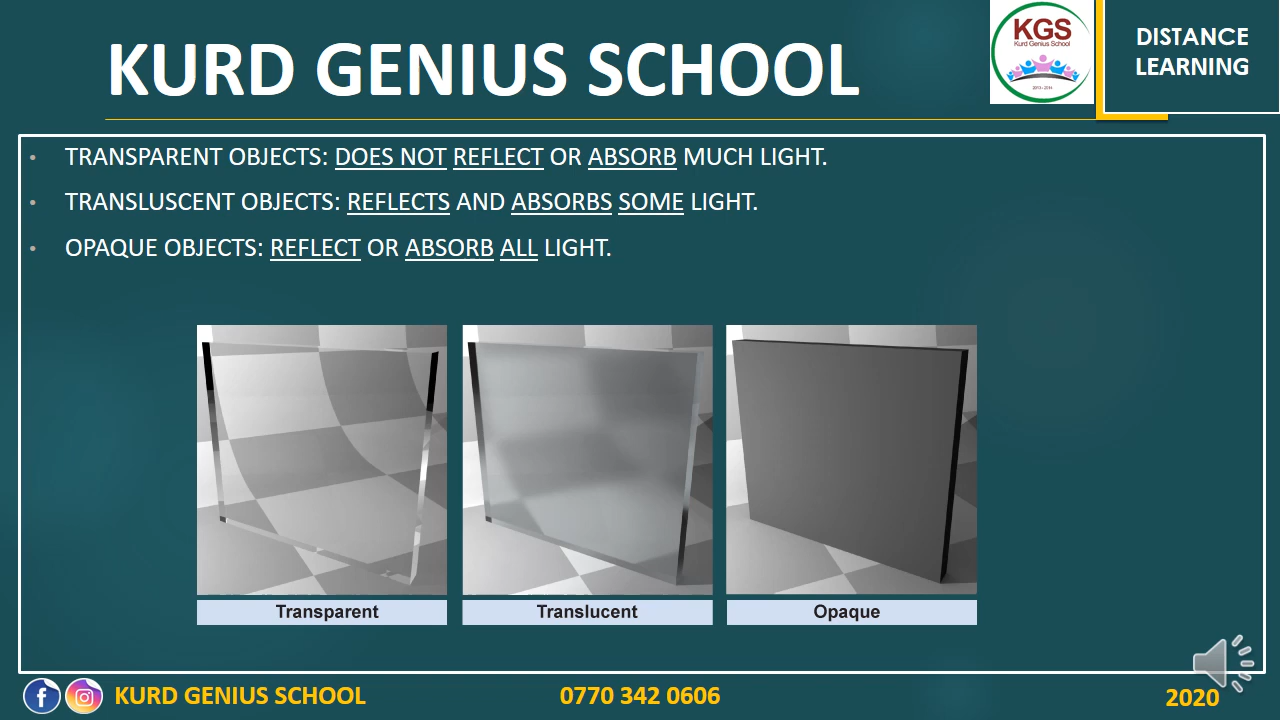 KURD GENIUS SCHOOL
KGS
Kurd Genius School
DISTANCE
LEARNING
• TRANSPARENT OBJECTS: DOES NOT REFLECT OR ABSORB MUCH LIGHT.
• TRANSLUSCENT OBJECTS: REFLECTS AND ABSORBS SOME LIGHT.
• OPAQUE OBJECTS: REFLECT OR ABSORB ALL LIGHT.
Transparent
Translucent
Opaque
KURD GENIUS SCHOOL
0770 342 0606
2020